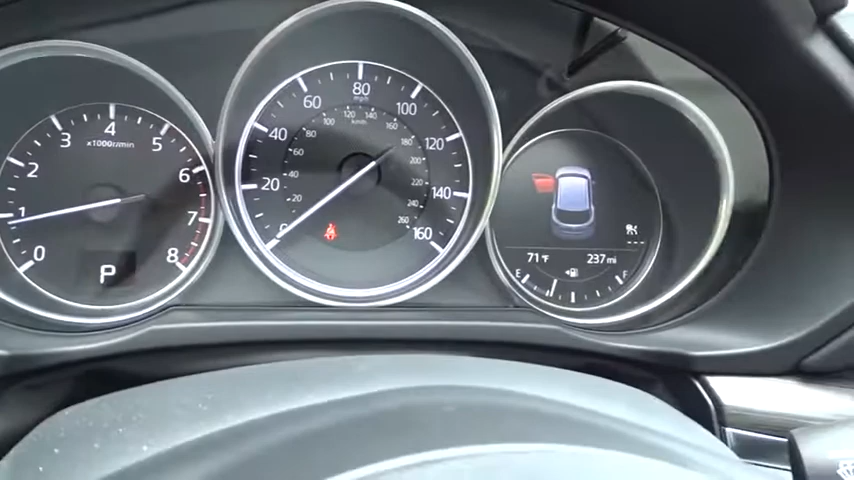 0 1 2 3 4 5 6 7 8
x1000r/min
P
20 40 60 80 100 120 140 160
mph
20 40 60 80 100 120 140 160 180 200 220 240 260
km/h
71°F
237 mi
E F